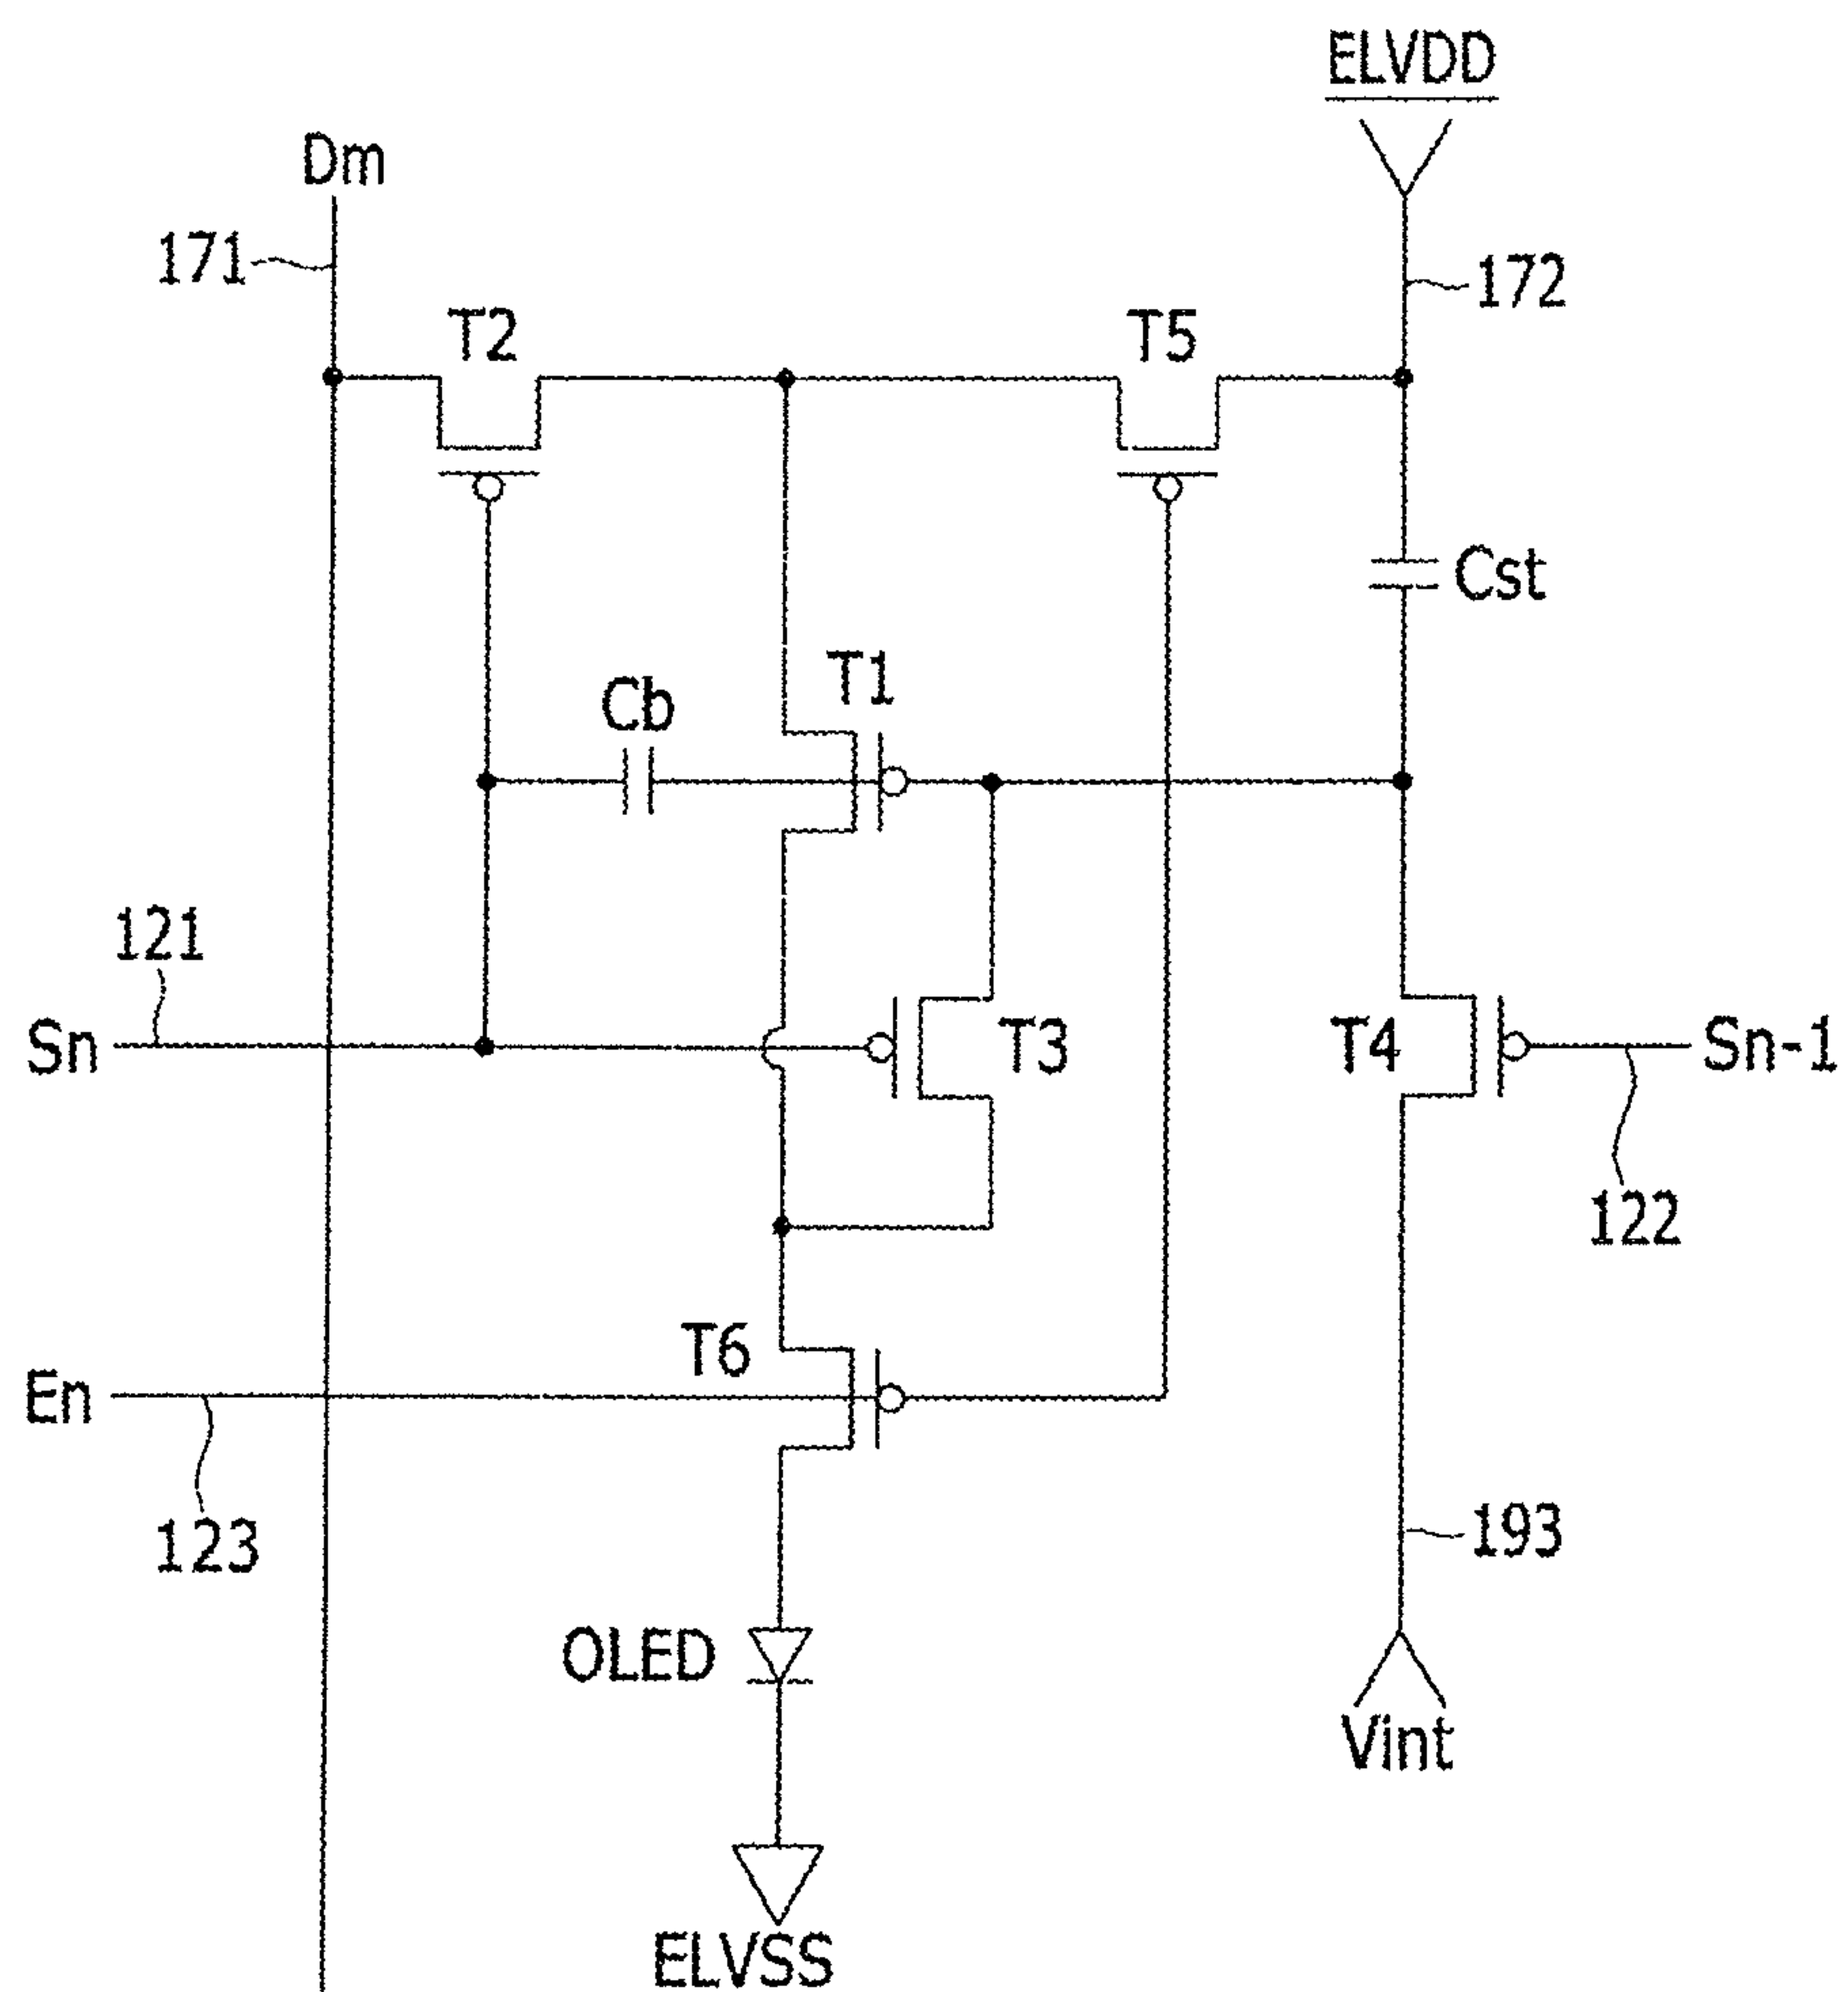 ELVDD
Dm
171
172
T2
T5
Cst
T1
Cb
121
Sn
T3
T4
Sn-1
122
T6
En
123
193
OLED
Vint
ELVSS